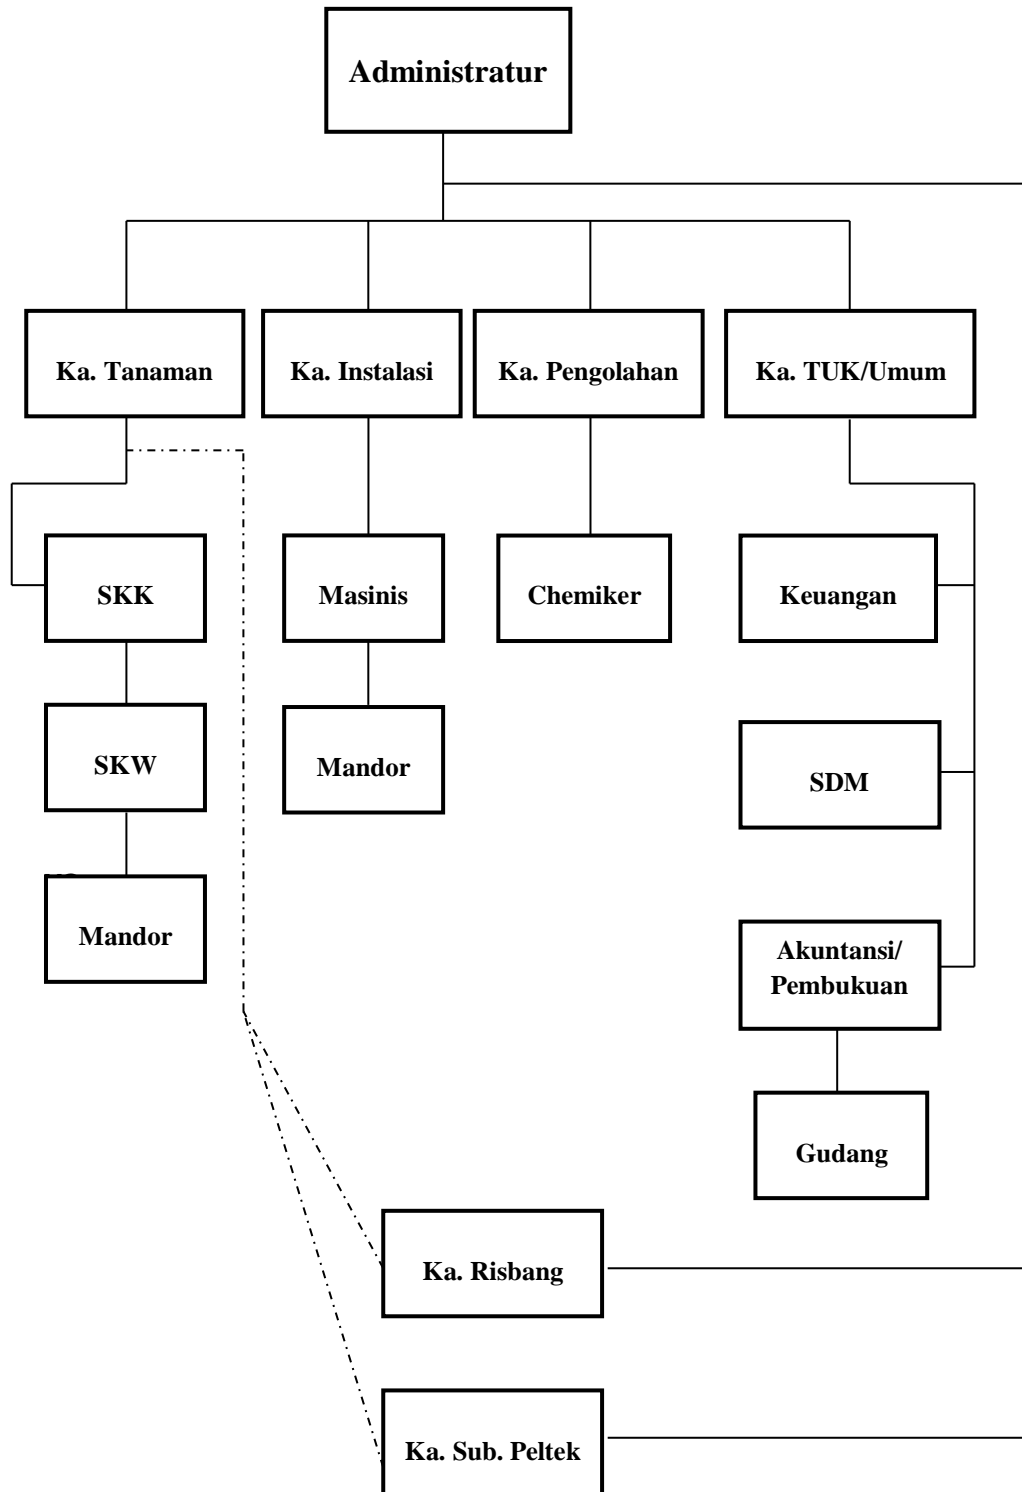 Administratur
Ka. Tanaman
Ka. Instalasi
Ka. Pengolahan
Ka. TUK/Umum
SKK
Masinis
Chemiker
Keuangan
SKW
Mandor
SDM
Mandor
Akuntansi/
Pembukuan
Gudang
Ka. Risbang
Ka. Sub. Peltek